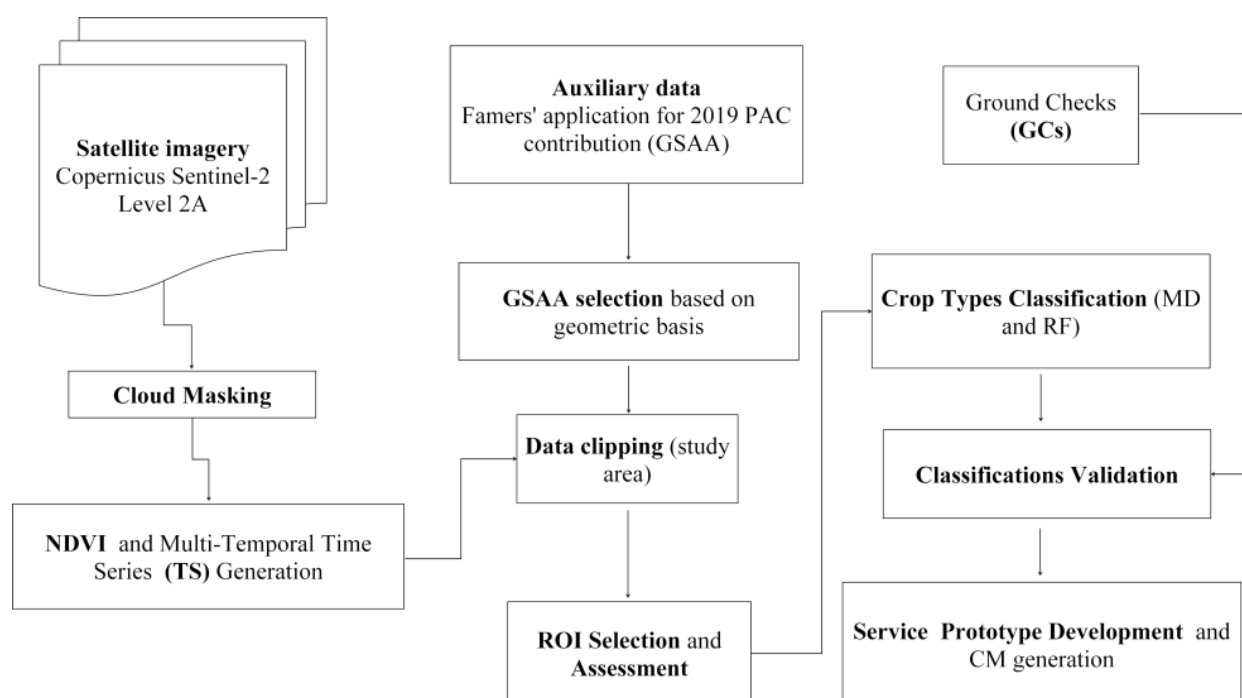 Satellite imagery
Copernicus Sentinel-2
Level 2A
Cloud Masking
NDVI and Multi-Temporal Time
Series (TS) Generation
Auxiliary data
Famers' application for 2019 PAC
contribution (GSAA)
GSAA selection based on
geometric basis
Data clipping (study
area)
ROI Selection and
Assessment
Ground Checks
(GCs)
Crop Types Classification (MD
and RF)
Classifications Validation
Service Prototype Development and
CM generation